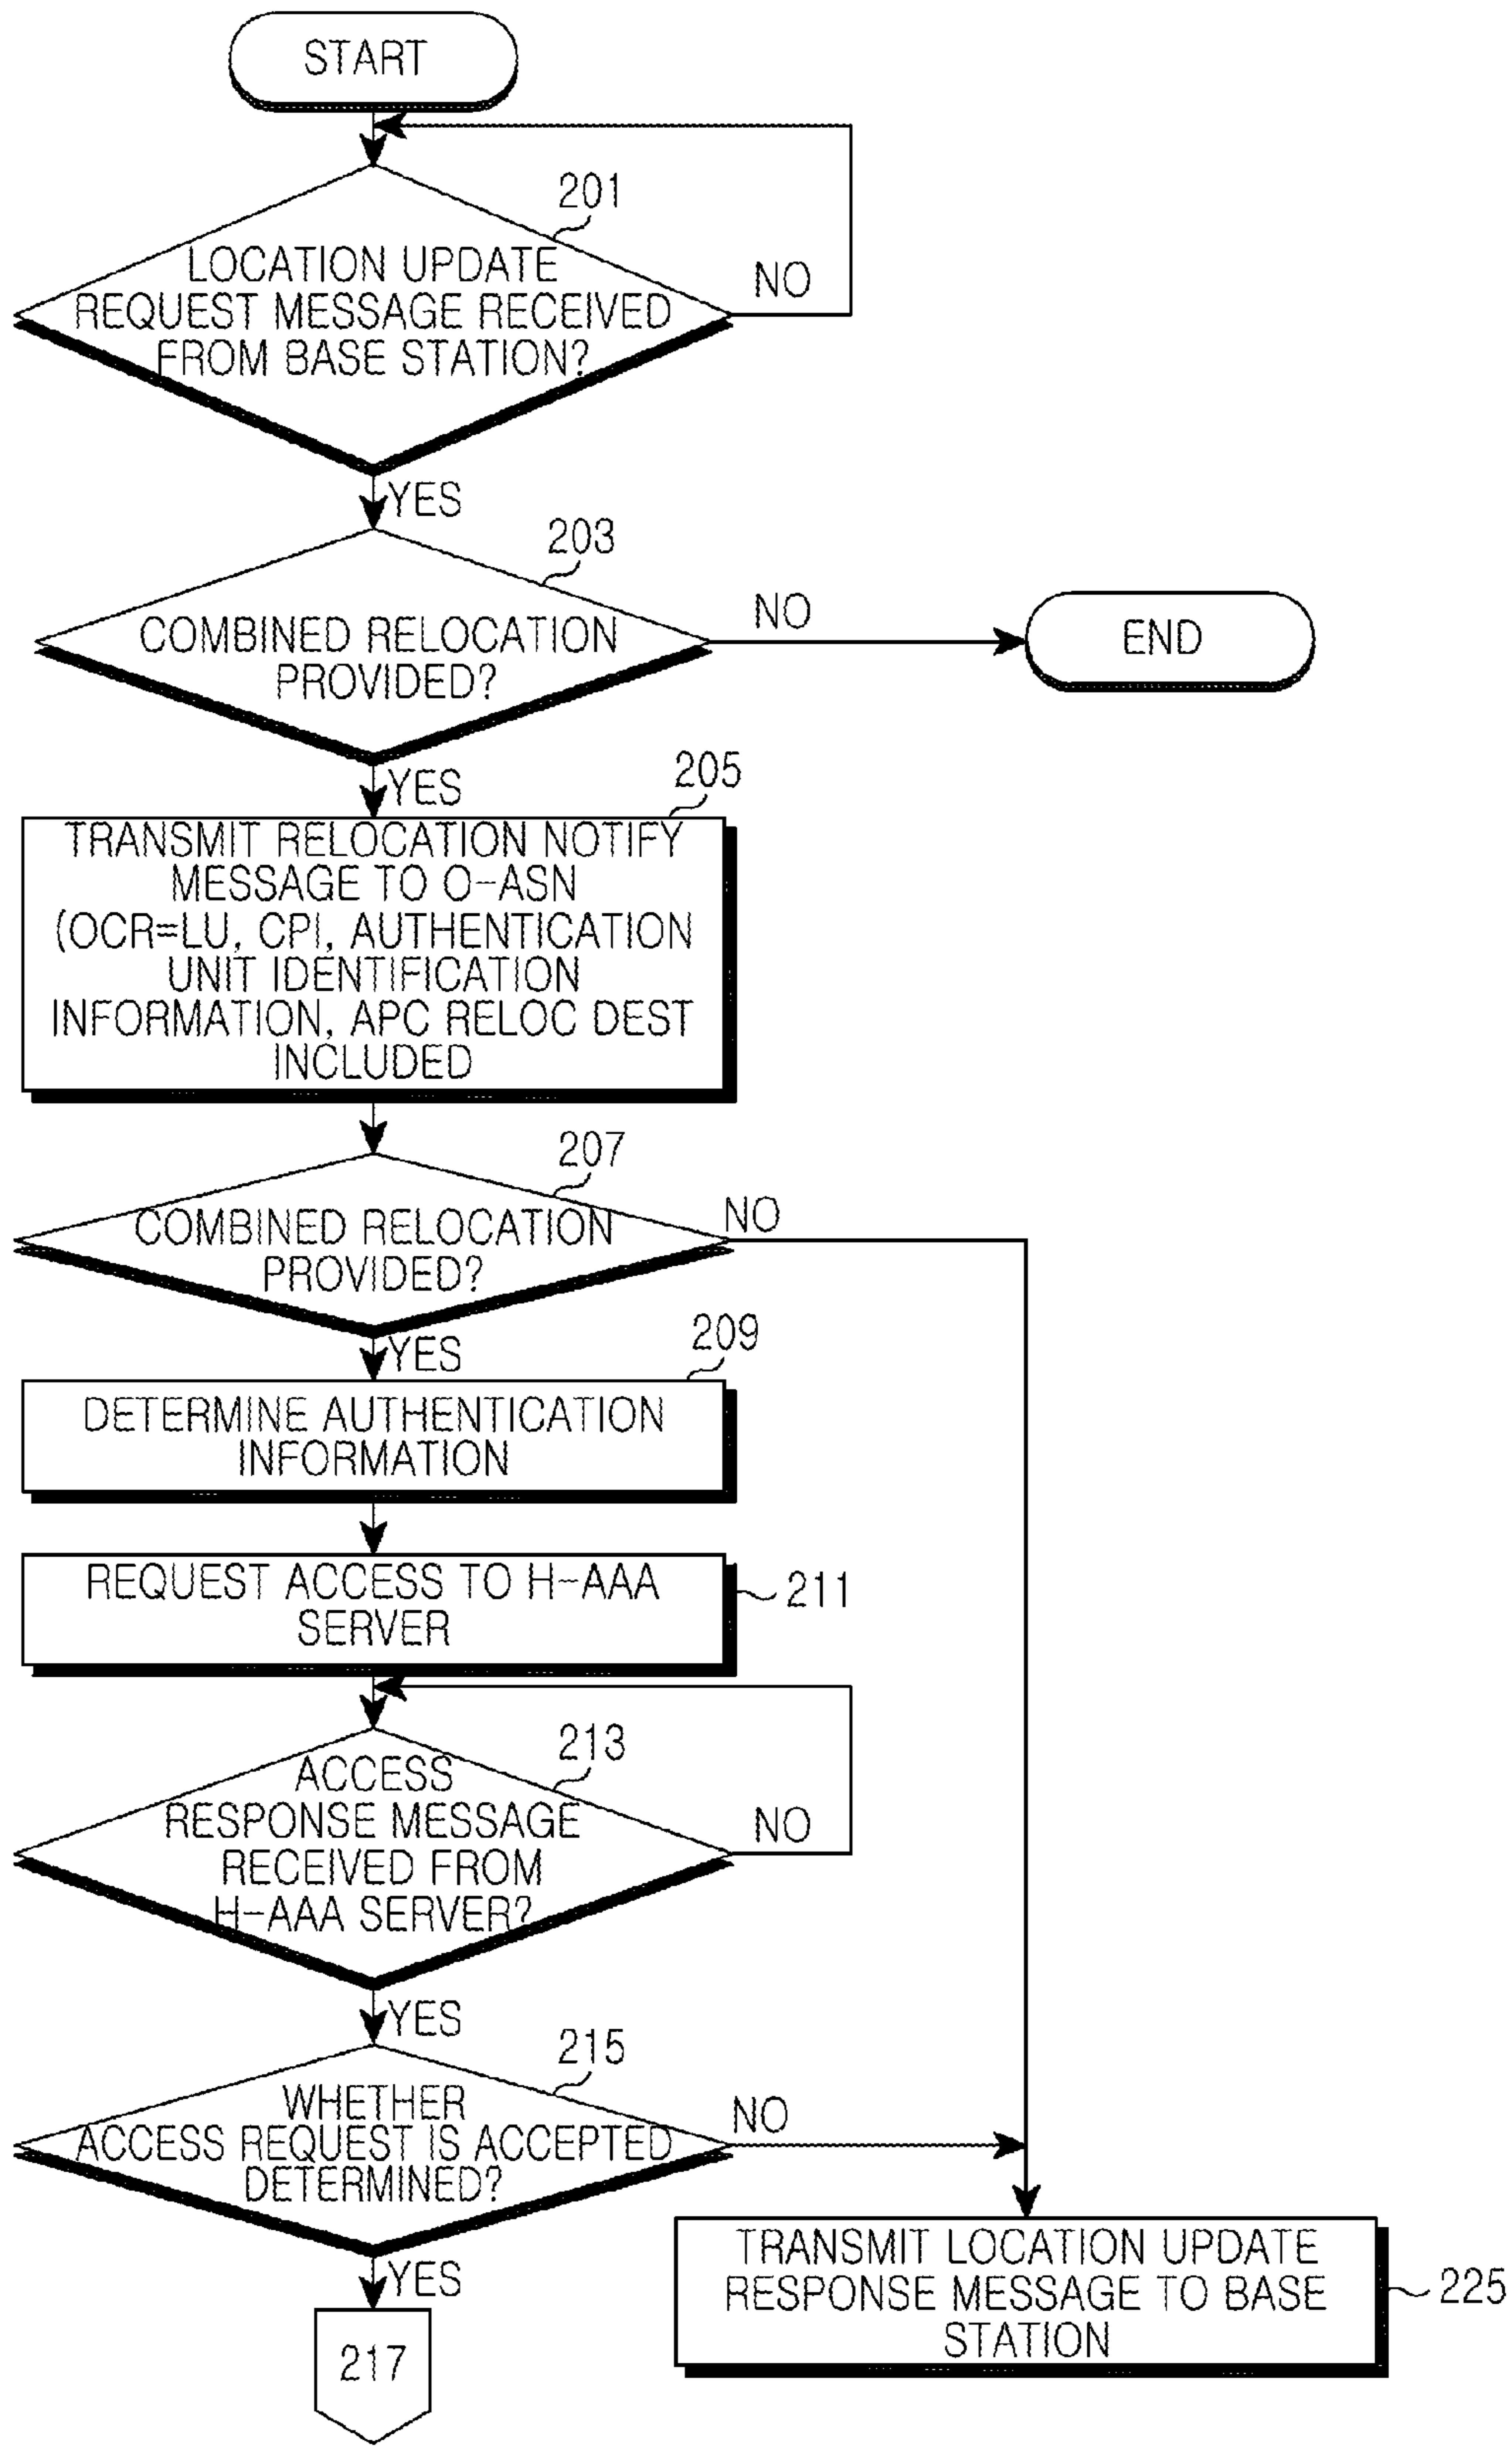 START
201
LOCATION UPDATE
REQUEST MESSAGE RECEIVED
FROM BASE STATION?
NO
YES
203
COMBINED RELOCATION
PROVIDED?
NO
END
YES
205
TRANSMIT RELOCATION NOTIFY
MESSAGE TO O-ASN
(OCR=LU, CPI, AUTHENTICATION
UNIT IDENTIFICATION
INFORMATION, APC RELOC DEST
INCLUDED
207
COMBINED RELOCATION
PROVIDED?
NO
YES
209
DETERMINE AUTHENTICATION
INFORMATION
REQUEST ACCESS TO H-AAA
SERVER
211
213
ACCESS
RESPONSE MESSAGE
RECEIVED FROM
H-AAA SERVER?
NO
YES
215
WHETHER
ACCESS REQUEST IS ACCEPTED
DETERMINED?
NO
YES
217
TRANSMIT LOCATION UPDATE
RESPONSE MESSAGE TO BASE
STATION
225